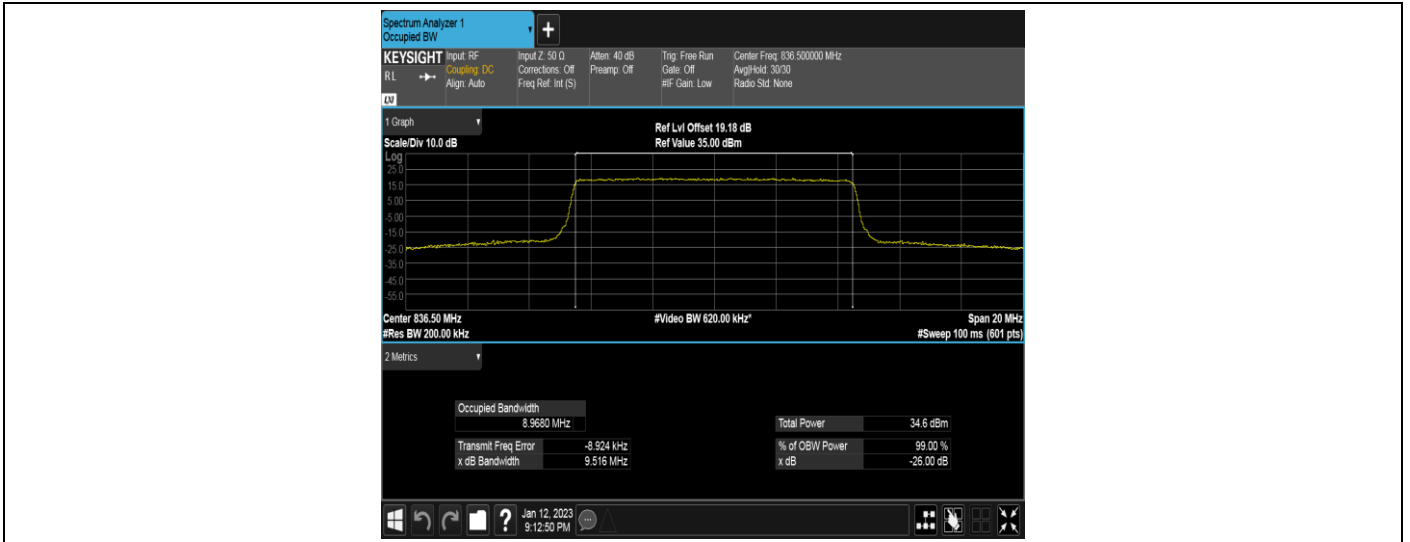 Spectrum Analyzer 1
Occupied BW
+
KEYSIGHT Input: RF Input Z: 50 Ω Atten: 40 dB Trig: Free Run Center Freq: 836.500000 MHz
Coupling: DC Corrections: Off Preamp: Off Gate: Off Avg|Hold: 30/30
RL Align: Auto Freq Ref: Int (S) #IF Gain: Low Radio Std: None
LXI
1 Graph
Ref Lvl Offset 19.18 dB
Scale/Div 10.0 dB Ref Value 35.00 dBm
Log
25.0
15.0
5.00
-5.00
-15.0
-25.0
-35.0
-45.0
-55.0
Center 836.50 MHz #Video BW 620.00 kHz* Span 20 MHz
#Res BW 200.00 kHz #Sweep 100 ms (601 pts)
2 Metrics
Occupied Bandwidth
8.9680 MHz Total Power 34.6 dBm
Transmit Freq Error -8.924 kHz % of OBW Power 99.00 %
x dB Bandwidth 9.516 MHz x dB -26.00 dB
? Jan 12, 2023
9:12:50 PM